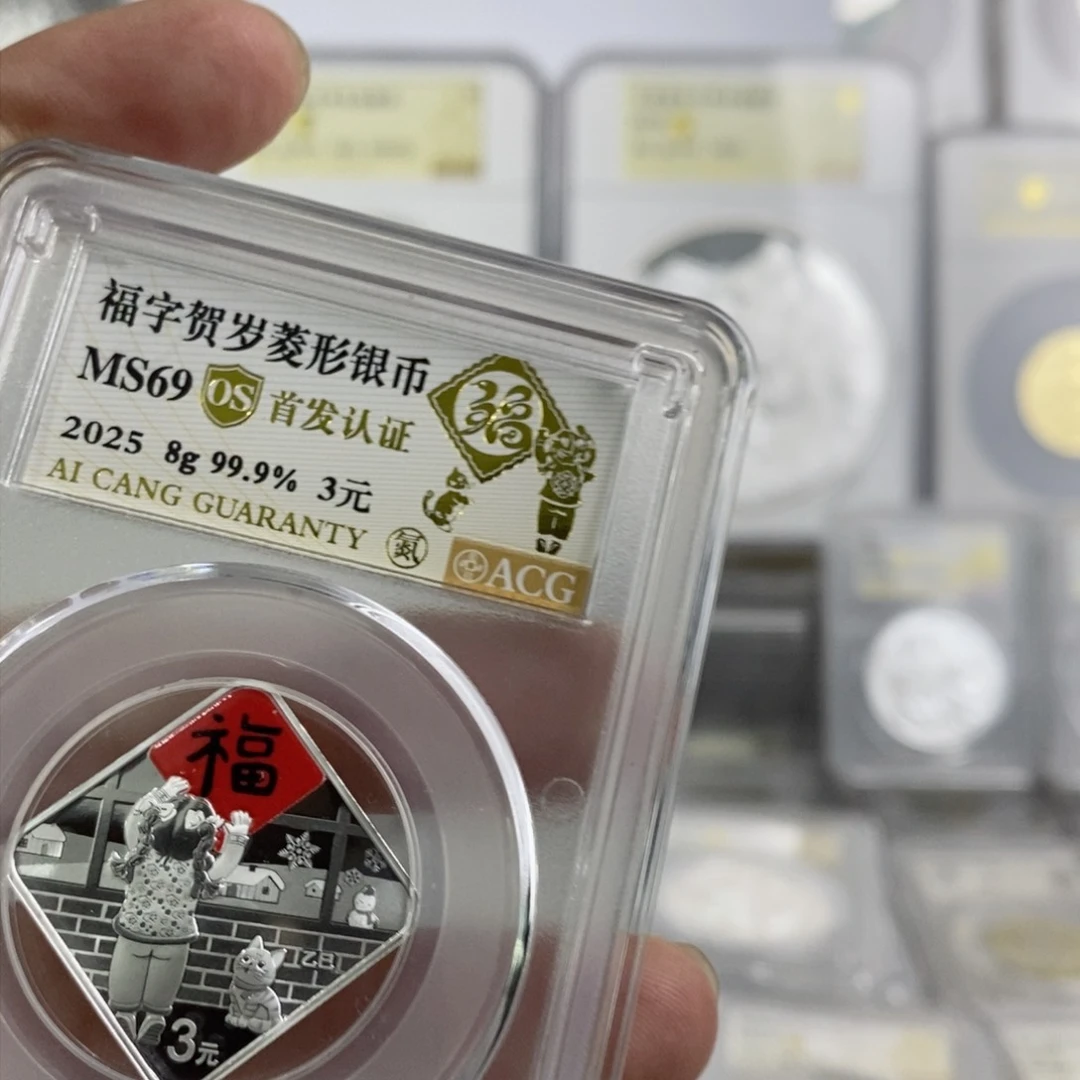 福字贺岁菱形银币
MS69 OS 首发认证
福
2025 8g 99.9% 3元
AI CANG GUARANTY
氮
ACG
福
3元